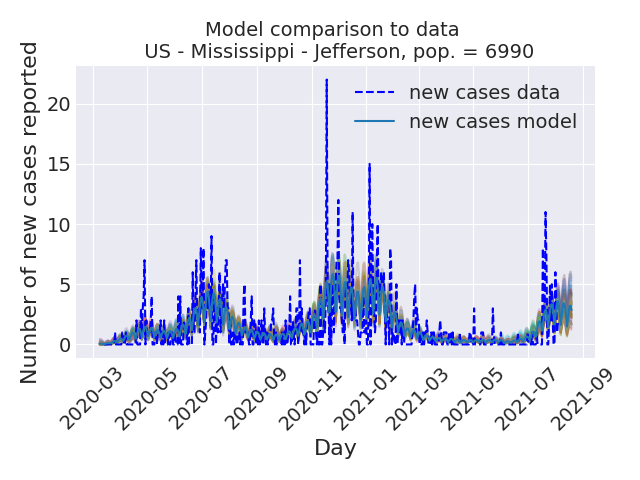 Model comparison to data
US - Mississippi - Jefferson, pop. = 6990
Number of new cases reported
20
15
10
5
0
new cases data
new cases model
2020-03
2020-05
2020-07
2020-09
2020-11
2021-01
2021-03
2021-05
2021-07
2021-09
Day